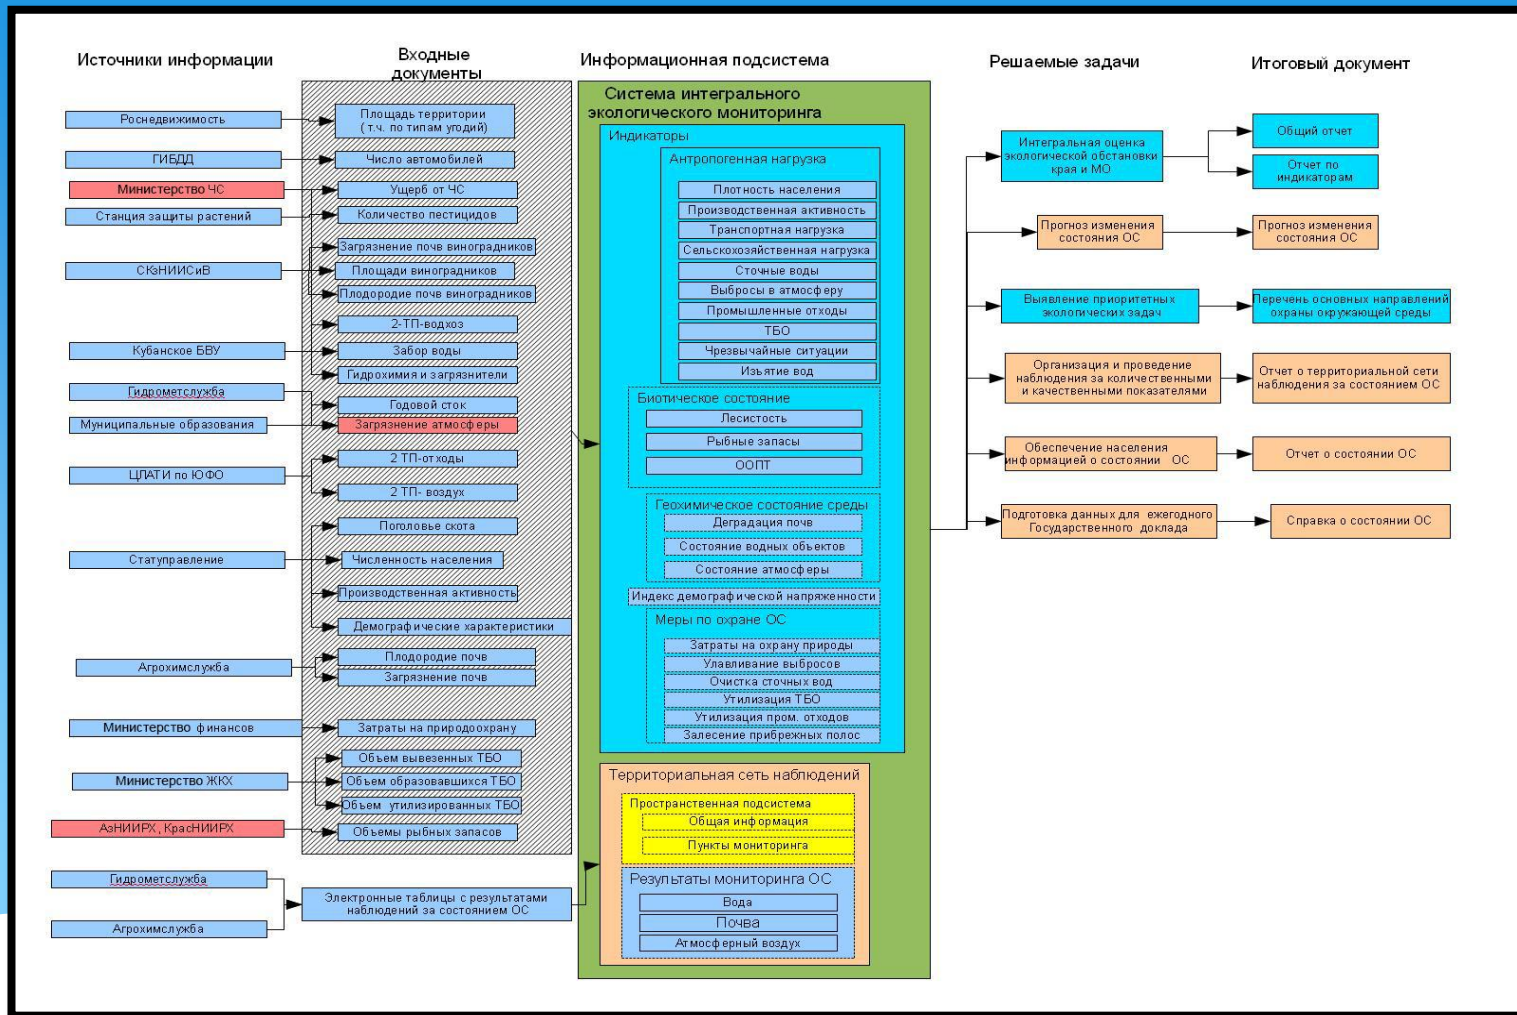 Источники информации
Входные
документы
Информационная подсистема
Решаемые задачи
Итоговый документ
Роснедвижимость
ГИБДД
Министерство ЧС
Станция защиты растений
СКзНИИСиВ
Кубанское БВУ
Гидрометслужба
Муниципальные образования
ЦЛАТИ по ЮФО
Статуправление
Агрохимслужба
Министерство финансов
Министерство ЖКХ
АзНИИРХ, КрасНИИРХ
Гидрометслужба
Агрохимслужба
Площадь территории
( т.ч. по типам угодий)
Число автомобилей
Ущерб от ЧС
Количество пестицидов
Загрязнение почв виноградников
Площади виноградников
Плодородие почв виноградников
2-ТП-водхоз
Забор воды
Гидрохимия и загрязнители
Годовой сток
Загрязнение атмосферы
2 ТП-отходы
2 ТП- воздух
Поголовье скота
Численность населения
Производственная активность
Демографические характеристики
Плодородие почв
Загрязнение почв
Затраты на природоохрану
Объем вывезенных ТБО
Объем образовавшихся ТБО
Объем утилизированных ТБО
Объемы рыбных запасов
Электронные таблицы с результатами
наблюдений за состоянием ОС
Система интегрального
экологического мониторинга
Индикаторы
Антропогенная нагрузка
Плотность населения
Производственная активность
Транспортная нагрузка
Сельскохозяйственная нагрузка
Сточные воды
Выбросы в атмосферу
Промышленные отходы
ТБО
Чрезвычайные ситуации
Изъятие вод
Биотическое состояние
Лесистость
Рыбные запасы
ООПТ
Геохимическое состояние среды
Деградация почв
Состояние водных объектов
Состояние атмосферы
Индекс демографической напряженности
Меры по охране ОС
Затраты на охрану природы
Улавливание выбросов
Очистка сточных вод
Утилизация ТБО
Утилизация пром. отходов
Залесение прибрежных полос
Территориальная сеть наблюдений
Пространственная подсистема
Общая информация
Пункты мониторинга
Результаты мониторинга ОС
Вода
Почва
Атмосферный воздух
Интегральная оценка
экологической обстановки
края и МО
Прогноз изменения
состояния ОС
Выявление приоритетных
экологических задач
Организация и проведение
наблюдения за количественными
и качественными показателями
Обеспечение населения
информацией о состоянии ОС
Подготовка данных для ежегодного
Государственного доклада
Общий отчет
Отчет по
индикаторам
Прогноз изменения
состояния ОС
Перечень основных направлений
охраны окружающей среды
Отчет о территориальной сети
наблюдения за состоянием ОС
Отчет о состоянии ОС
Справка о состоянии ОС